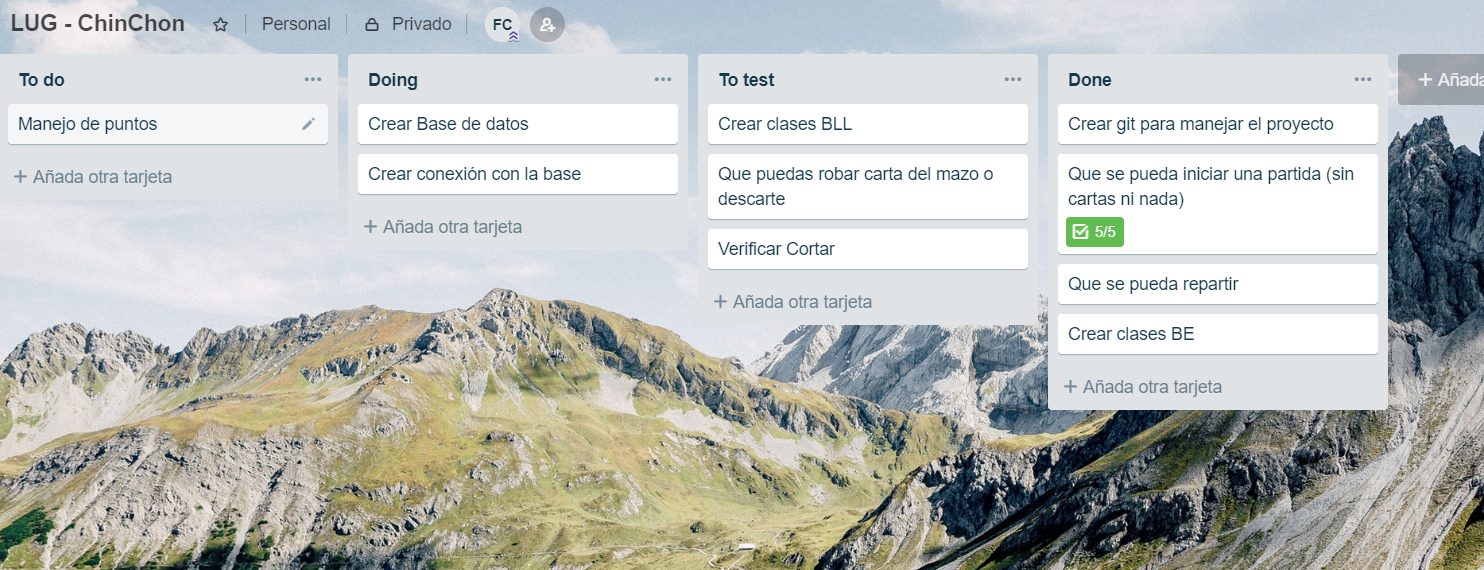 LUG - ChinChon
Personal
Privado
FC
To do
Manejo de puntos
+ Añada otra tarjeta
Doing
Crear Base de datos
Crear conexión con la base
+ Añada otra tarjeta
To test
Crear clases BLL
Que puedas robar carta del mazo o
descarte
Verificar Cortar
+ Añada otra tarjeta
Done
Crear git para manejar el proyecto
Que se pueda iniciar una partida (sin
cartas ni nada)
5/5
Que se pueda repartir
Crear clases BE
+ Añada otra tarjeta
+ Añada